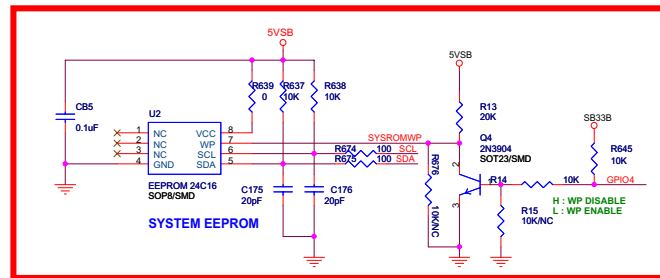 5VSB
5VSB
CB5
0.1uF
R639
0
R637
10K
R638
10K
R13
20K
SB33B
U2
1
2
3
4
NC
NC
NC
GND
VCC
WP
SCL
SDA
8
7
6
5
EEPROM 24C16
SOP8/SMD
SYSROMWP
R674
R675
100
100
SCL
SDA
R676
10K/NC
Q4
2N3904
SOT23/SMD
2
1
3
R14
10K
R645
10K
GPIO4
R15
10K/NC
H : WP DISABLE
L : WP ENABLE
C175
20pF
C176
20pF
SYSTEM EEPROM